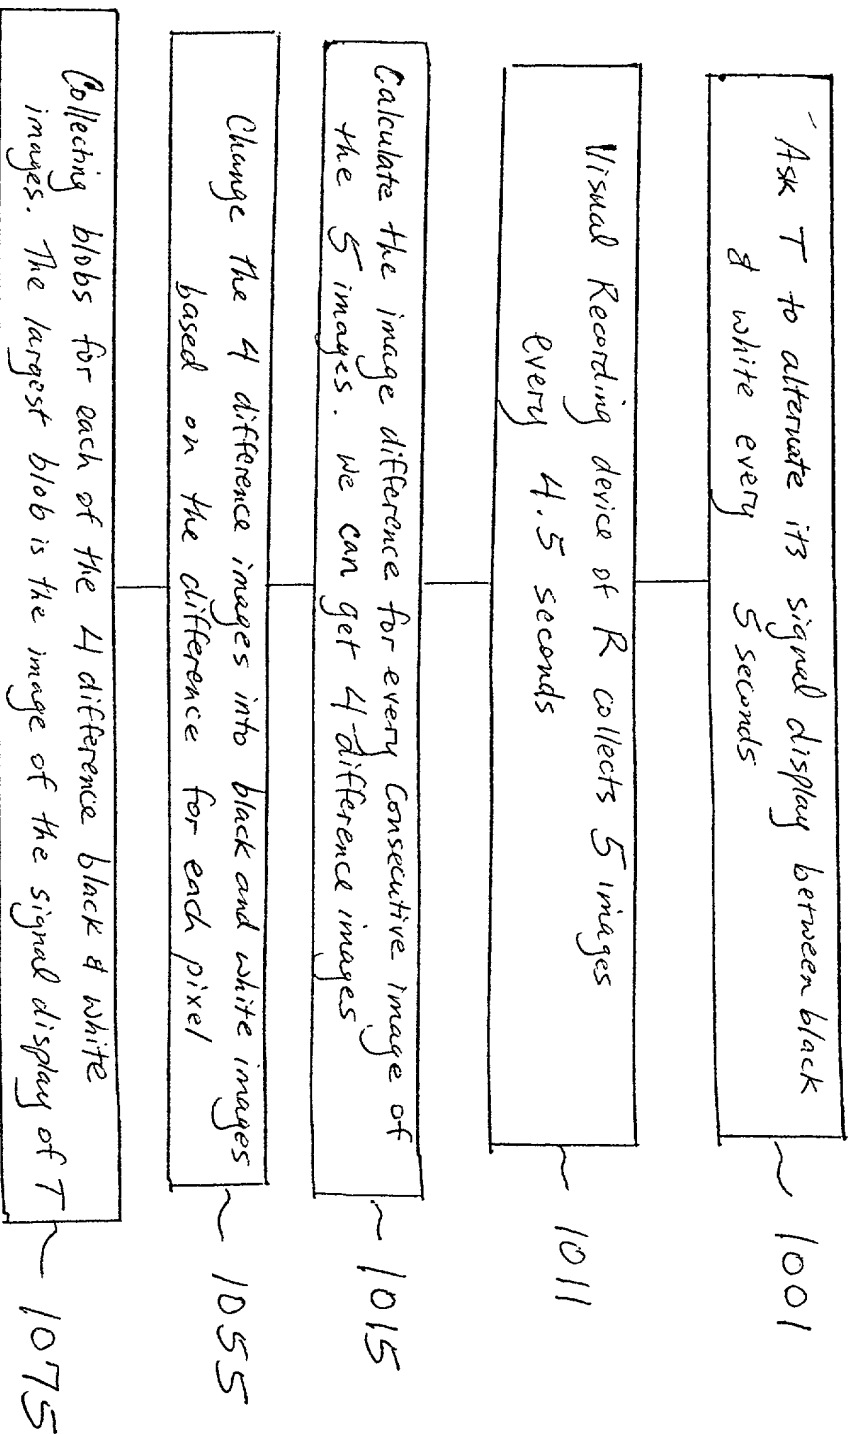 Ask T to alternate its signal display between black
& white every 5 seconds
~ 1001
Visual Recording device of R collects 5 images
every 4.5 seconds
~ 1011
Calculate the image difference for every consecutive image of
the 5 images. We can get 4 difference images
~ 1015
Change the 4 difference images into black and white images
based on the difference for each pixel
~ 1055
Collecting blobs for each of the 4 difference black & white
images. The largest blob is the image of the signal display of T
~ 1075